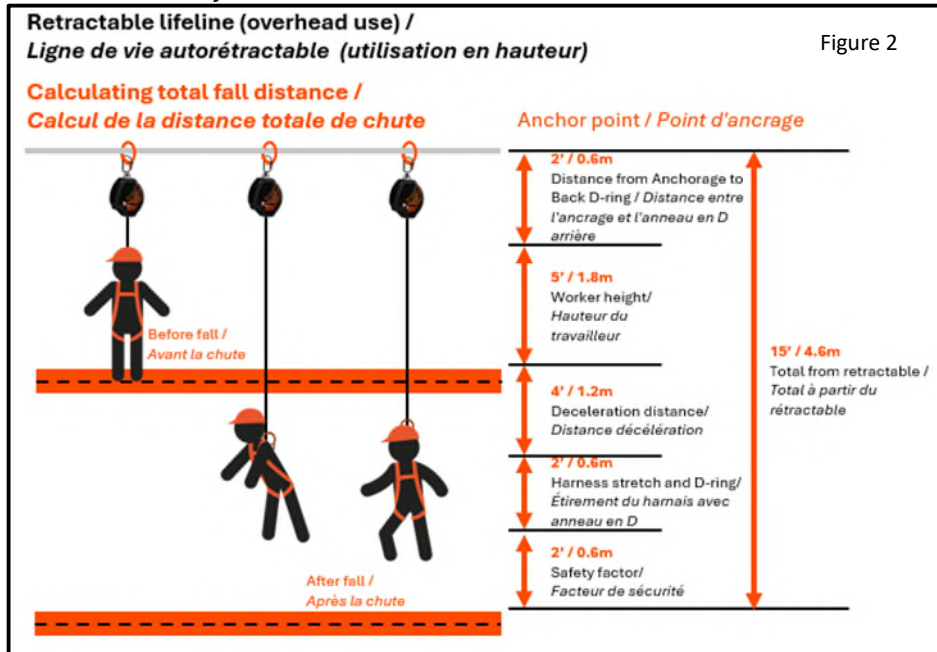 Retractable lifeline (overhead use) /
Ligne de vie autorétractable (utilisation en hauteur)
Figure 2
Calculating total fall distance /
Calcul de la distance totale de chute
Anchor point / Point d'ancrage
2' / 0.6m
Distance from Anchorage to
Back D-ring / Distance entre
l'ancrage et l'anneau en D
arrière
5' / 1.8m
Worker height/
Hauteur du
travailleur
Before fall /
Avant la chute
15' / 4.6m
Total from retractable /
Total à partir du
rétractable
4' / 1.2m
Deceleration distance/
Distance décélération
2' / 0.6m
Harness stretch and D-ring/
Étirement du harnais avec
anneau en D
2' / 0.6m
Safety factor/
Facteur de sécurité
After fall /
Après la chute